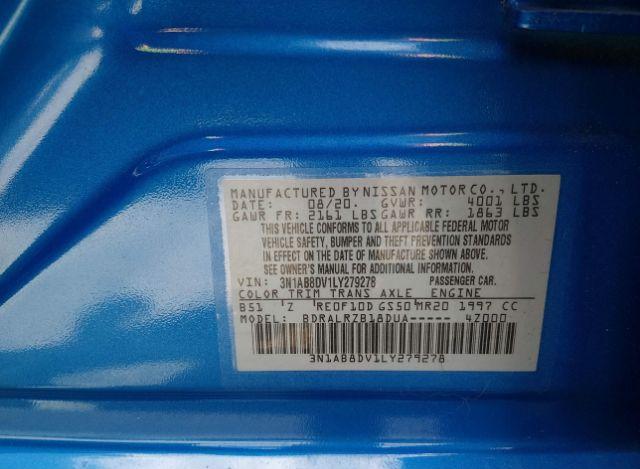 MANUFACTURED BY NISSAN MOTOR CO., LTD.
DATE: 08/20. GVWR: 4001 LBS
GAWR FR: 2161 LBS GAWR RR: 1863 LBS
THIS VEHICLE CONFORMS TO ALL APPLICABLE FEDERAL MOTOR
VEHICLE SAFETY, BUMPER AND THEFT PREVENTION STANDARDS
IN EFFECT ON THE DATE OF MANUFACTURE SHOWN ABOVE.
SEE OWNER'S MANUAL FOR ADDITIONAL INFORMATION.
VIN: 3N1AB8DV1LY279278 PASSENGER CAR.
COLOR TRIM TRANS AXLE ENGINE
B51 Z RE0F10D GS50 MR20 1997 CC
MODEL: BDRALRZB18DUA----- 4Z000
3N1AB8DV1LY279278